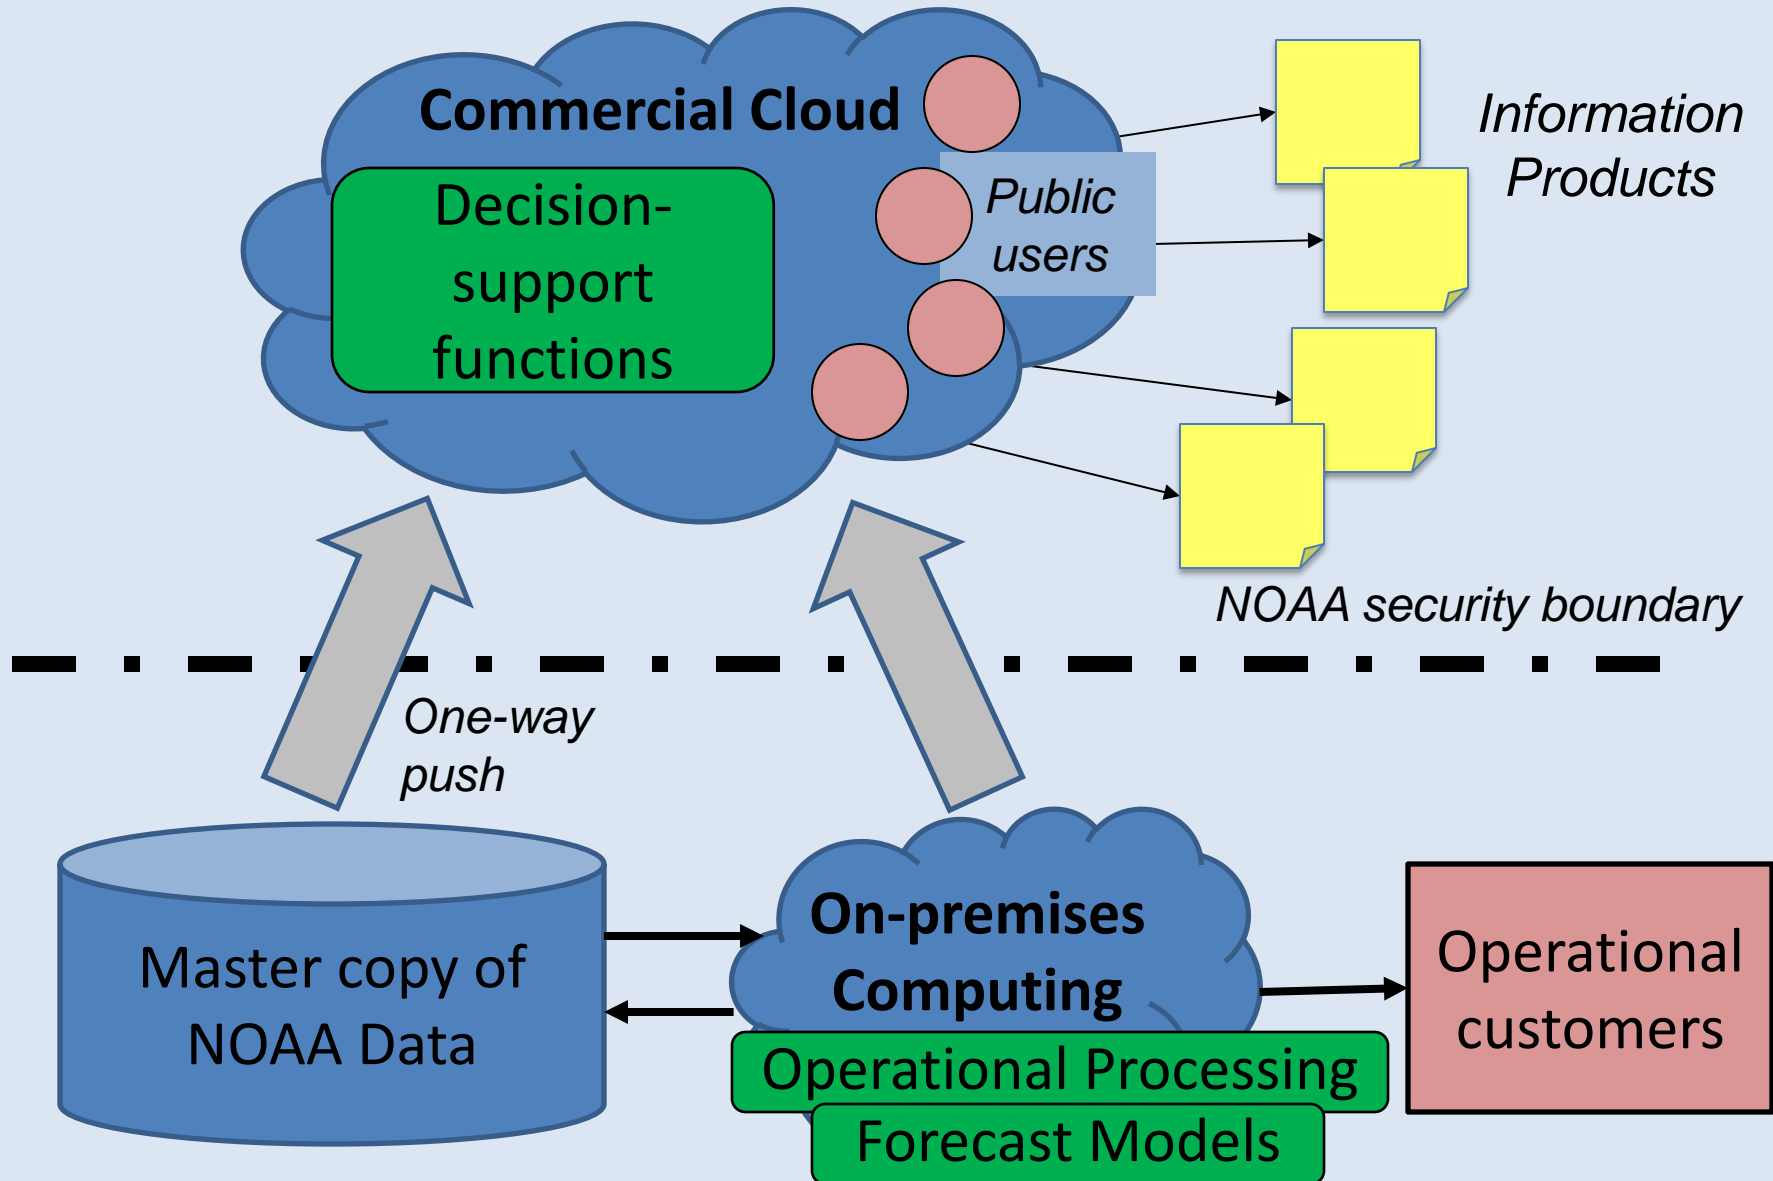 Commercial Cloud
Decision-
support
functions
Public
users
Information
Products
NOAA security boundary
One-way
push
Master copy of
NOAA Data
On-premises
Computing
Operational Processing
Forecast Models
Operational
customers